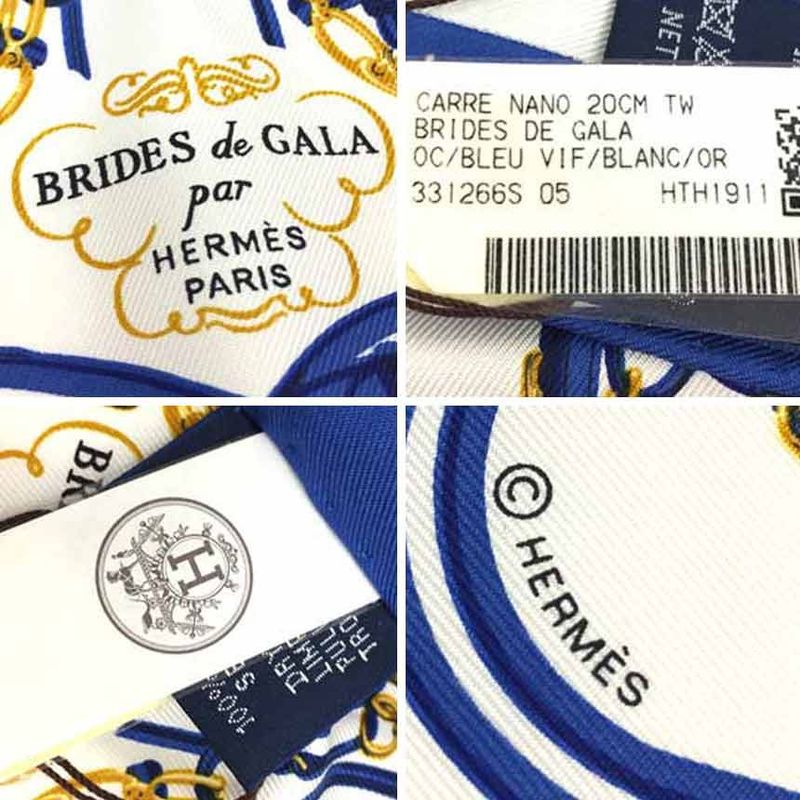 BRIDES de GALA
par
HERMÈS
PARIS
CARRE NANO 20CM TW
BRIDES DE GALA
OC/BLEU VIF/BLANC/OR
331266S 05 HTH1911
H
© HERMÈS